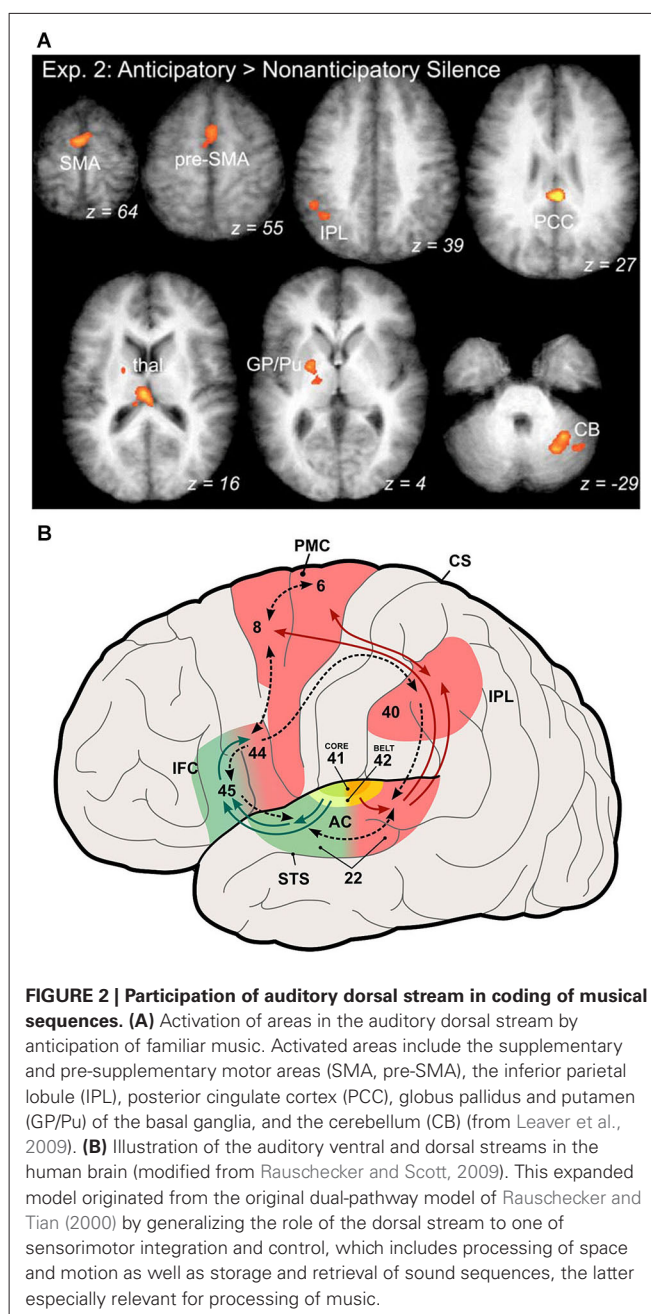 A
Exp. 2: Anticipatory > Nonanticipatory Silence
SMA
z = 64
pre-SMA
z = 55
IPL
z = 39
PCC
z = 27
thal.
z = 16
GP/Pu
z = 4
CB
z = -29
B
PMC
6
CS
8
40
IPL
IFC
44
45
CORE
41
BELT
42
AC
STS
22
FIGURE 2 | Participation of auditory dorsal stream in coding of musical
sequences. (A) Activation of areas in the auditory dorsal stream by
anticipation of familiar music. Activated areas include the supplementary
and pre-supplementary motor areas (SMA, pre-SMA), the inferior parietal
lobule (IPL), posterior cingulate cortex (PCC), globus pallidus and putamen
(GP/Pu) of the basal ganglia, and the cerebellum (CB) (from Leaver et al.,
2009). (B) Illustration of the auditory ventral and dorsal streams in the
human brain (modified from Rauschecker and Scott, 2009). This expanded
model originated from the original dual-pathway model of Rauschecker and
Tian (2000) by generalizing the role of the dorsal stream to one of
sensorimotor integration and control, which includes processing of space
and motion as well as storage and retrieval of sound sequences, the latter
especially relevant for processing of music.